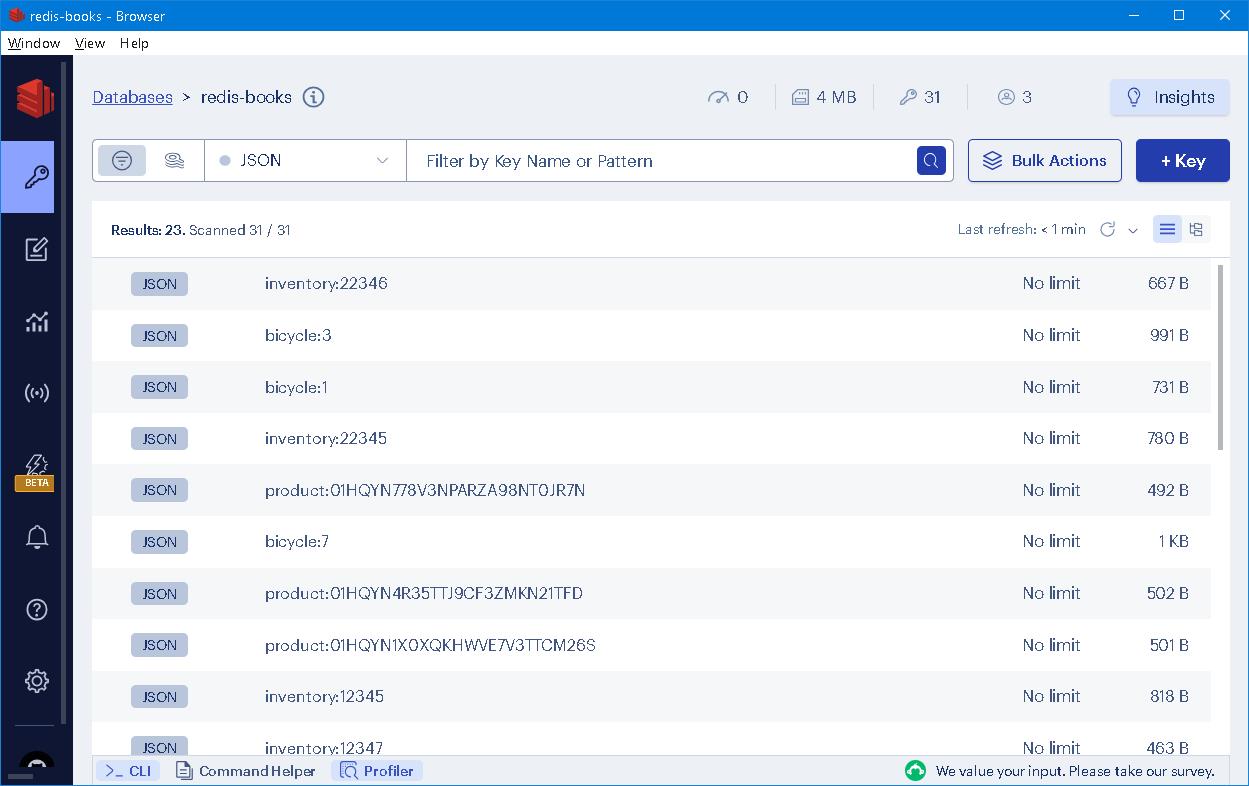 redis-books - Browser
Window View Help
Databases > redis-books 0 4 MB 31 3 Insights
JSON Filter by Key Name or Pattern Bulk Actions + Key
Results: 23. Scanned 31 / 31 Last refresh: < 1 min
JSON inventory:22346 No limit 667 B
JSON bicycle:3 No limit 991 B
JSON bicycle:1 No limit 731 B
JSON inventory:22345 No limit 780 B
JSON product:01HQYN778V3NPARZA98NT0JR7N No limit 492 B
BETA
JSON bicycle:7 No limit 1 KB
JSON product:01HQYN4R35TTJ9CF3ZMKN21TFD No limit 502 B
JSON product:01HQYN1X0XQKHWVE7V3TTCM26S No limit 501 B
JSON inventory:12345 No limit 818 B
JSON inventory:12347 No limit 463 B
>_ CLI Command Helper Profiler We value your input. Please take our survey.